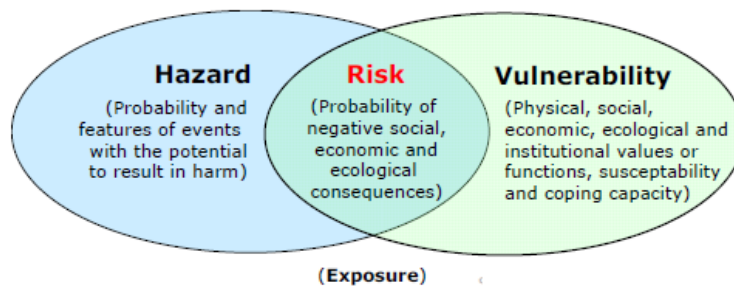 Hazard
(Probability and
features of events
with the potential
to result in harm)
Risk
(Probability of
negative social,
economic and
ecological
consequences)
Vulnerability
(Physical, social,
economic, ecological and
institutional values or
functions, susceptability
and coping capacity)
(Exposure)